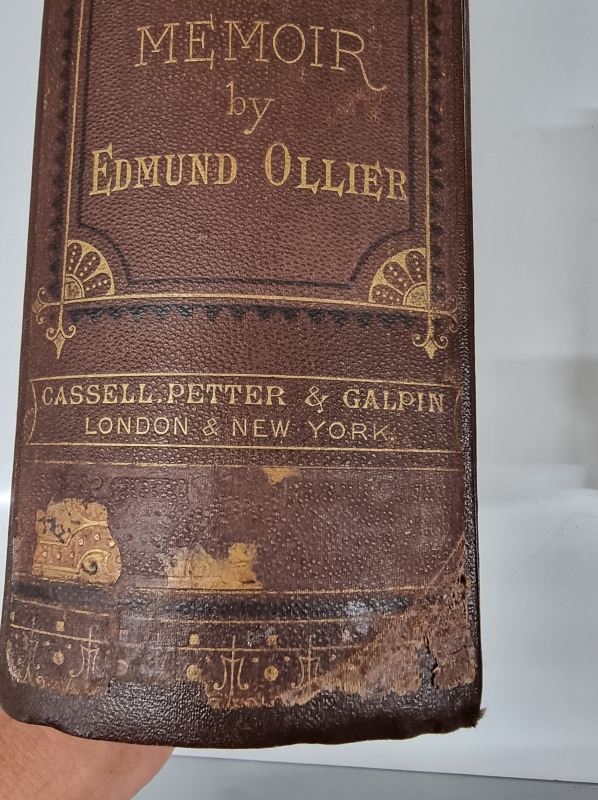 MEMOIR
by
EDMUND OLLIER
CASSELL. PETTER & GALPIN
LONDON & NEW YORK.